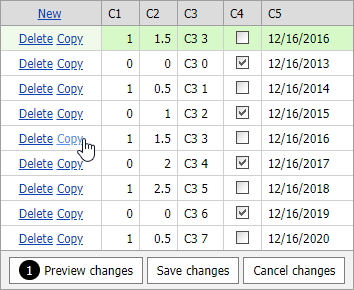 New C1 C2 C3 C4 C5
Delete Copy 1 1.5 C3 3 12/16/2016
Delete Copy 0 0 C3 0 12/16/2013
Delete Copy 1 0.5 C3 1 12/16/2014
Delete Copy 0 1 C3 2 12/16/2015
Delete Copy 1 1.5 C3 3 12/16/2016
Delete Copy 0 2 C3 4 12/16/2017
Delete Copy 1 2.5 C3 5 12/16/2018
Delete Copy 0 0 C3 6 12/16/2019
Delete Copy 1 0.5 C3 7 12/16/2020
1 Preview changes Save changes Cancel changes